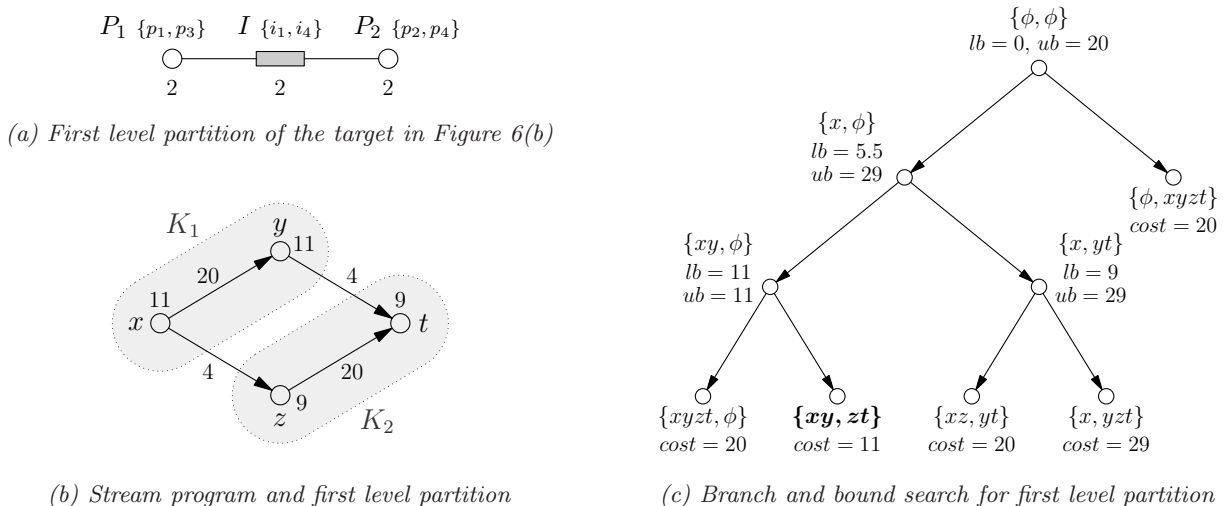 P1 {p1, p3} I {i1, i4} P2 {p2, p4}
2 2 2
(a) First level partition of the target in Figure 6(b)
K1
y
11
20
4
11
x
9
t
4
20
9
z
K2
(b) Stream program and first level partition
{ϕ, ϕ}
lb = 0, ub = 20
{x, ϕ}
lb = 5.5
ub = 29
{ϕ, xyzt}
cost = 20
{xy, ϕ}
lb = 11
ub = 11
{x, yt}
lb = 9
ub = 29
{xyzt, ϕ} {xy, zt} {xz, yt} {x, yzt}
cost = 20 cost = 11 cost = 20 cost = 29
(c) Branch and bound search for first level partition